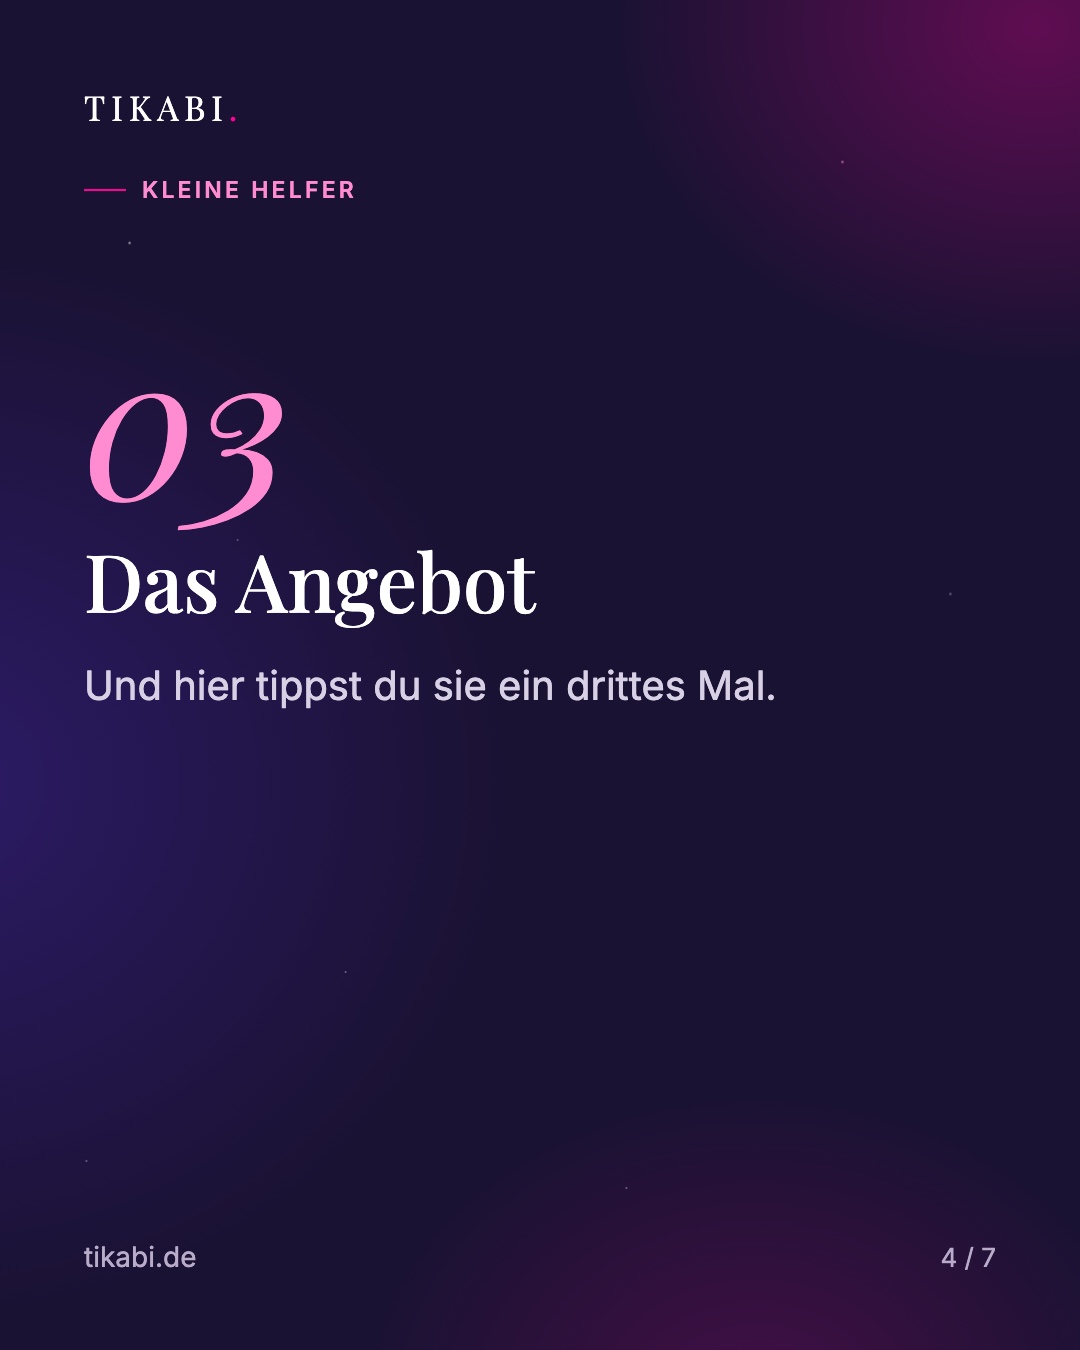 TIKABI.
KLEINE HELFER
03
Das Angebot
Und hier tippst du sie ein drittes Mal.
tikabi.de
4 / 7